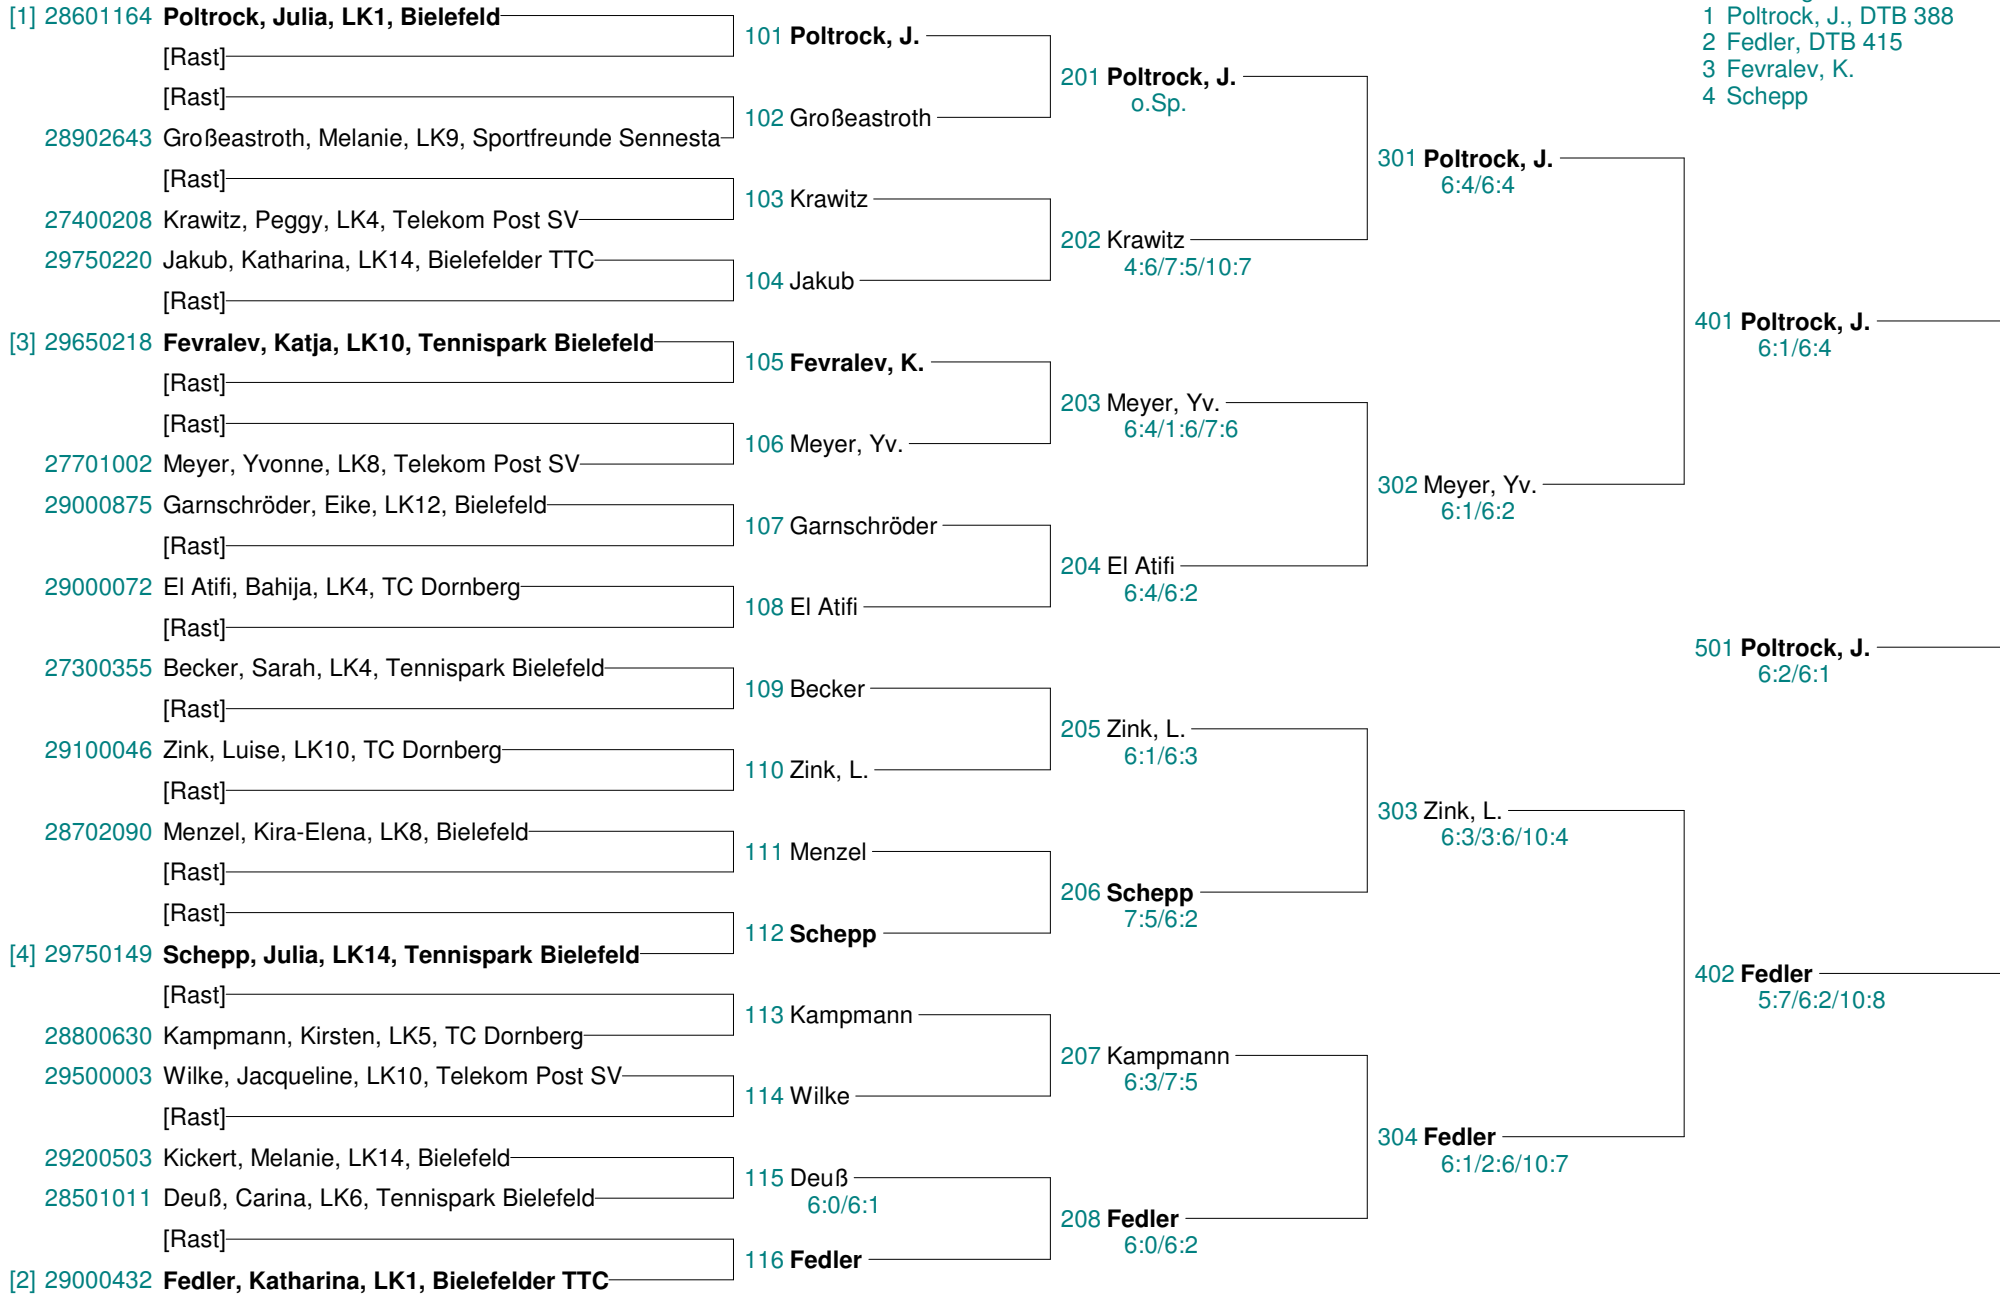 [1] 28601164 Poltrock, Julia, LK1, Bielefeld
[Rast]
[Rast]
28902643 Großeastroth, Melanie, LK9, Sportfreunde Sennesta
[Rast]
27400208 Krawitz, Peggy, LK4, Telekom Post SV
29750220 Jakub, Katharina, LK14, Bielefelder TTC
[Rast]
[3] 29650218 Fevralev, Katja, LK10, Tennispark Bielefeld
[Rast]
[Rast]
27701002 Meyer, Yvonne, LK8, Telekom Post SV
29000875 Garnschröder, Eike, LK12, Bielefeld
[Rast]
29000072 El Atifi, Bahija, LK4, TC Dornberg
[Rast]
27300355 Becker, Sarah, LK4, Tennispark Bielefeld
[Rast]
29100046 Zink, Luise, LK10, TC Dornberg
[Rast]
28702090 Menzel, Kira-Elena, LK8, Bielefeld
[Rast]
[Rast]
[4] 29750149 Schepp, Julia, LK14, Tennispark Bielefeld
[Rast]
28800630 Kampmann, Kirsten, LK5, TC Dornberg
29500003 Wilke, Jacqueline, LK10, Telekom Post SV
[Rast]
29200503 Kickert, Melanie, LK14, Bielefeld
28501011 Deuß, Carina, LK6, Tennispark Bielefeld
[Rast]
[2] 29000432 Fedler, Katharina, LK1, Bielefelder TTC
101 Poltrock, J.
102 Großeastroth
103 Krawitz
104 Jakub
105 Fevralev, K.
106 Meyer, Yv.
107 Garnschröder
108 El Atifi
109 Becker
110 Zink, L.
111 Menzel
112 Schepp
113 Kampmann
114 Wilke
115 Deuß
6:0/6:1
116 Fedler
201 Poltrock, J.
o.Sp.
202 Krawitz
4:6/7:5/10:7
203 Meyer, Yv.
6:4/1:6/7:6
204 El Atifi
6:4/6:2
205 Zink, L.
6:1/6:3
206 Schepp
7:5/6:2
207 Kampmann
6:3/7:5
208 Fedler
6:0/6:2
301 Poltrock, J.
6:4/6:4
302 Meyer, Yv.
6:1/6:2
303 Zink, L.
6:3/3:6/10:4
304 Fedler
6:1/2:6/10:7
1 Poltrock, J., DTB 388
2 Fedler, DTB 415
3 Fevralev, K.
4 Schepp
401 Poltrock, J.
6:1/6:4
501 Poltrock, J.
6:2/6:1
402 Fedler
5:7/6:2/10:8